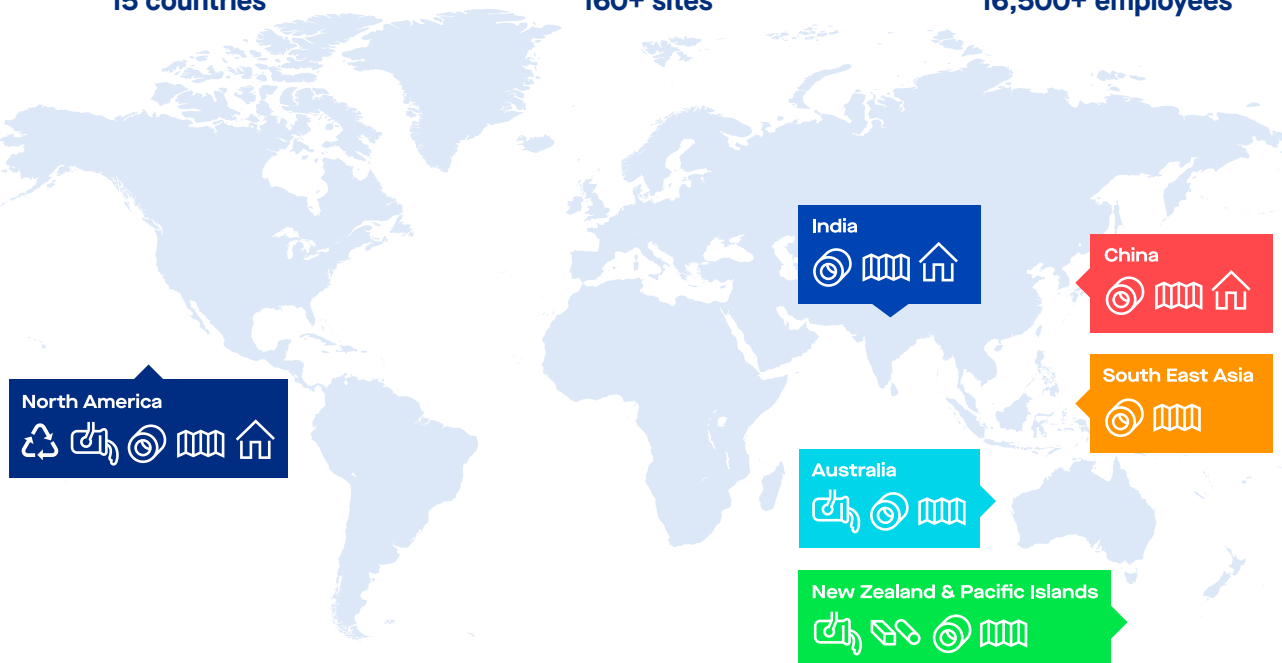 15 countries
160+ sites
16,500+ employees
India
China
South East Asia
North America
Australia
New Zealand & Pacific Islands